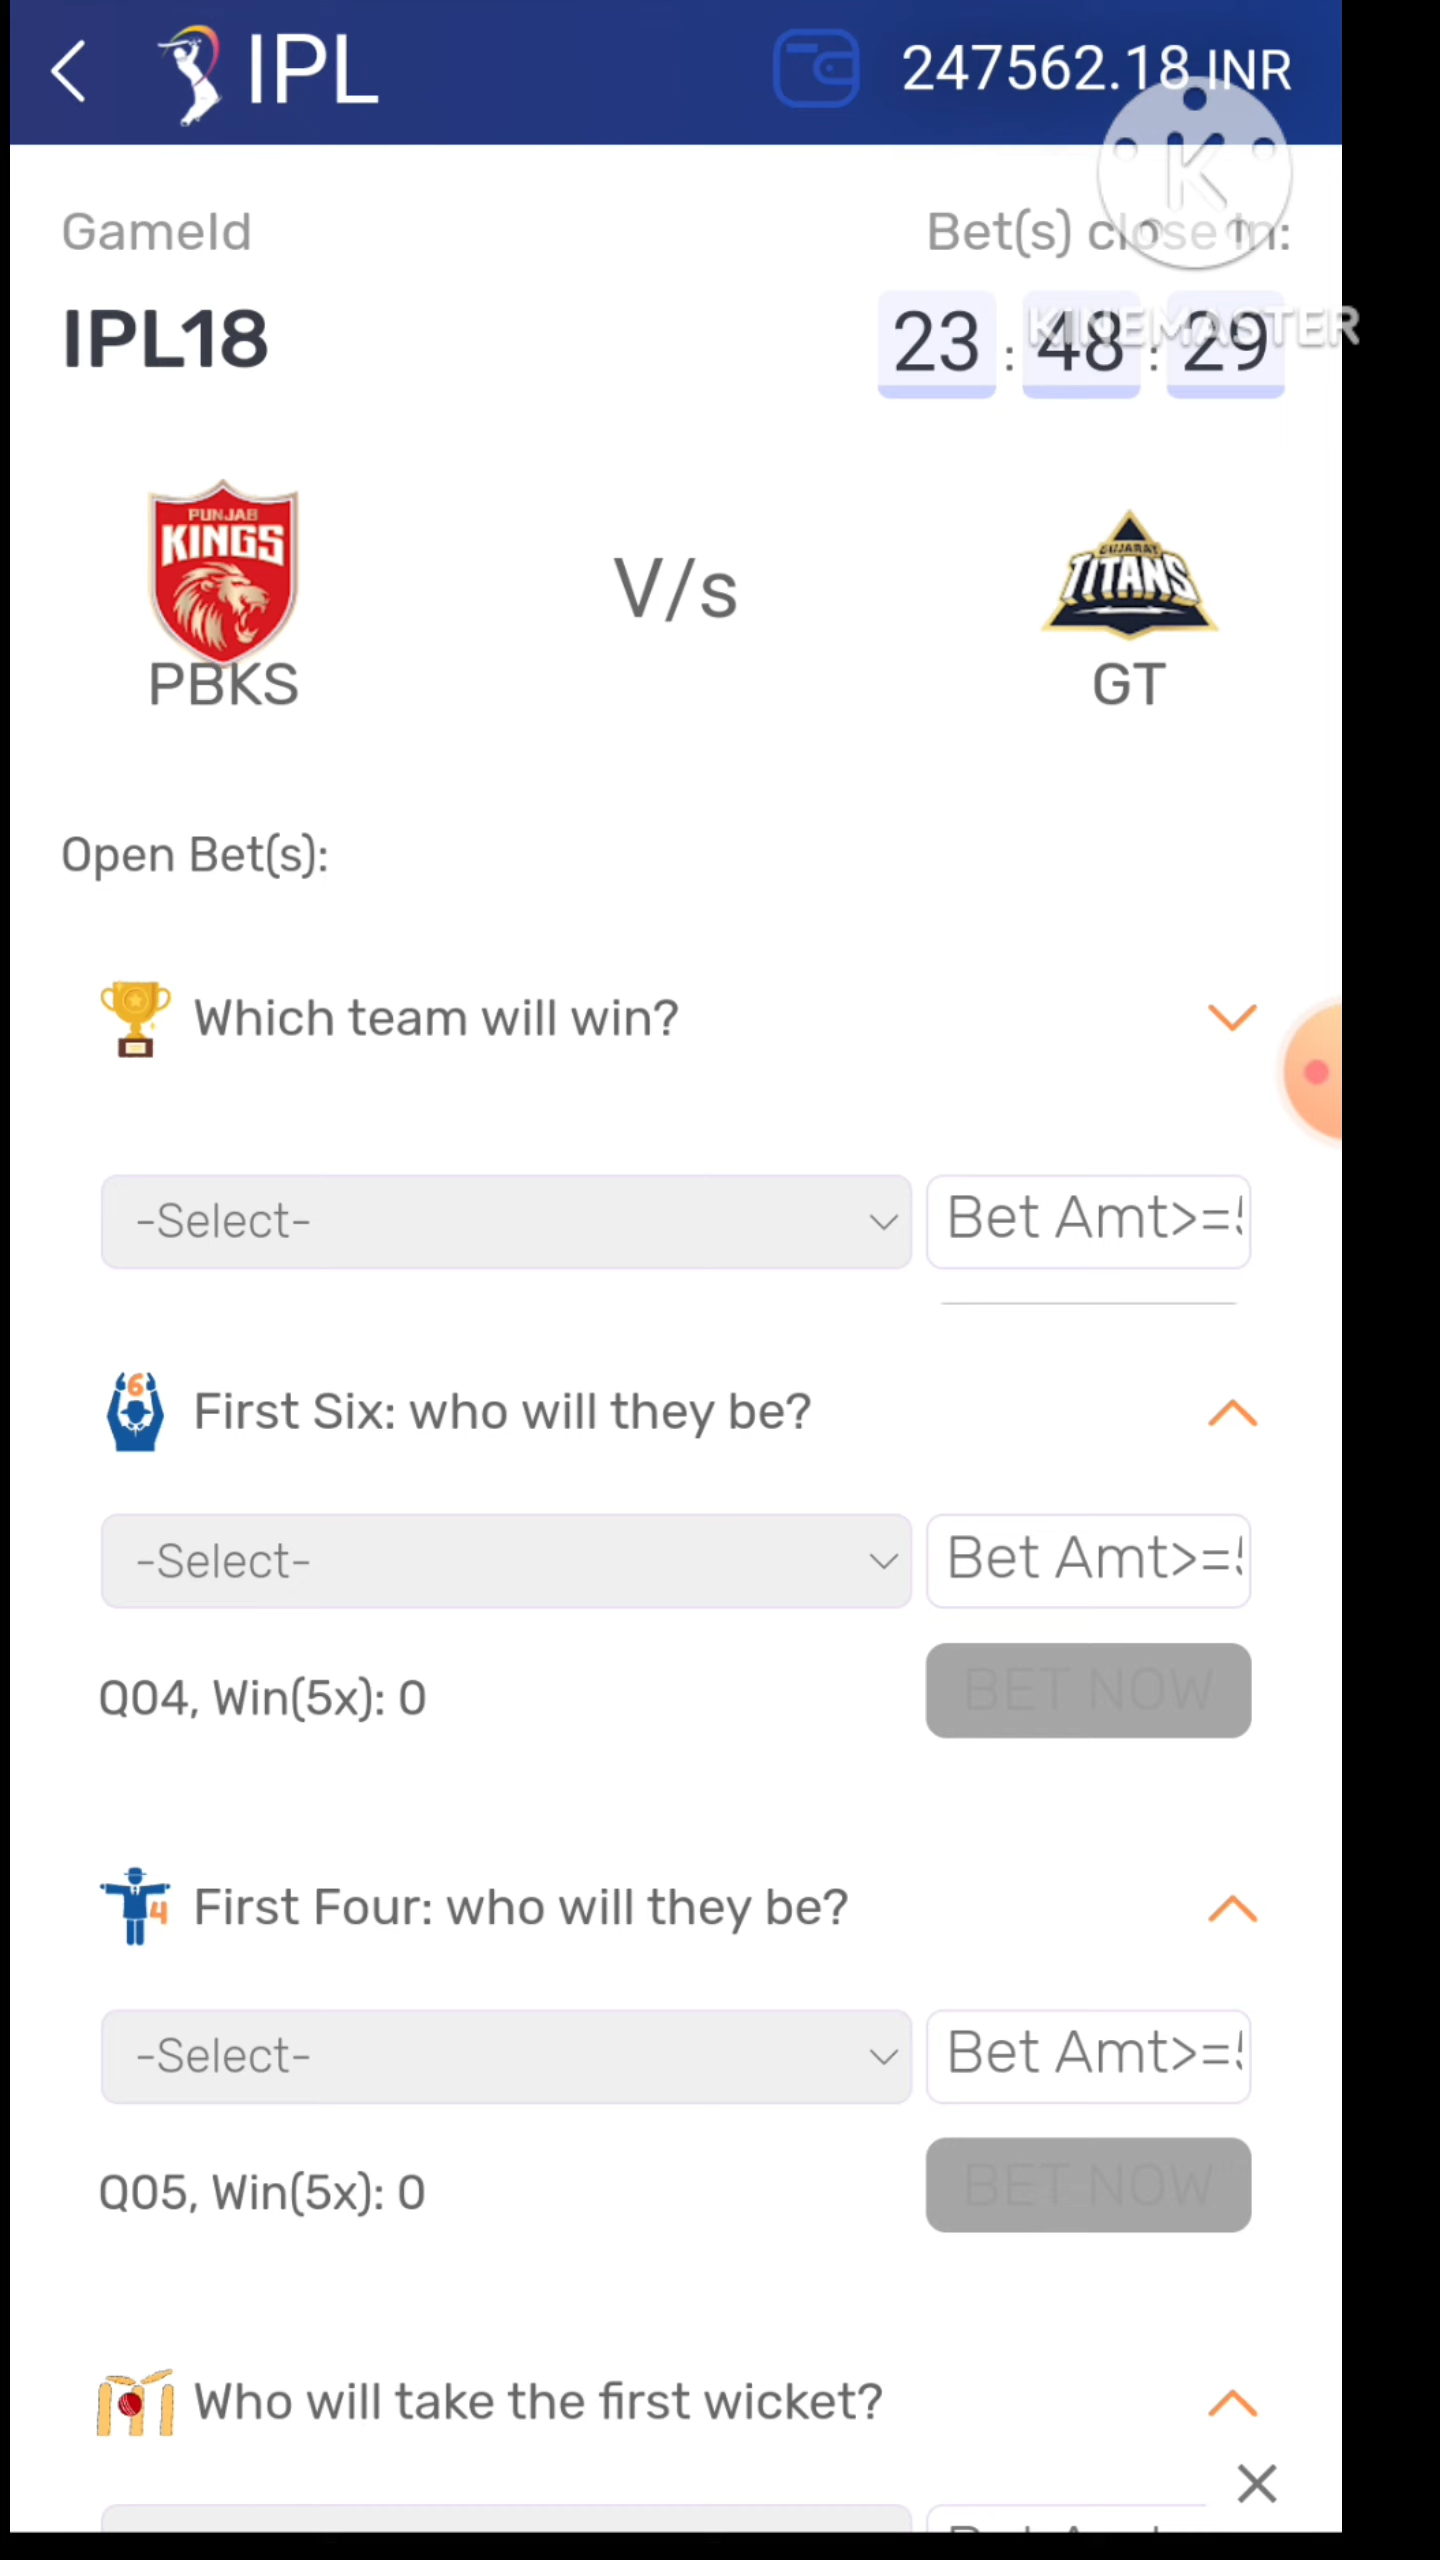 IPL
247562.18 INR
GameId
Bet(s) close in:
IPL18
23 : 48 : 29
K
KINEMASTER
PUNJAB
KINGS
GUJARAT
TITANS
V/s
PBKS
GT
Open Bet(s):
Which team will win?
-Select-
Bet Amt>=
6
First Six: who will they be?
-Select-
Bet Amt>=
Q04, Win(5x): 0
BET NOW
4
First Four: who will they be?
-Select-
Bet Amt>=
Q05, Win(5x): 0
BET NOW
Who will take the first wicket?